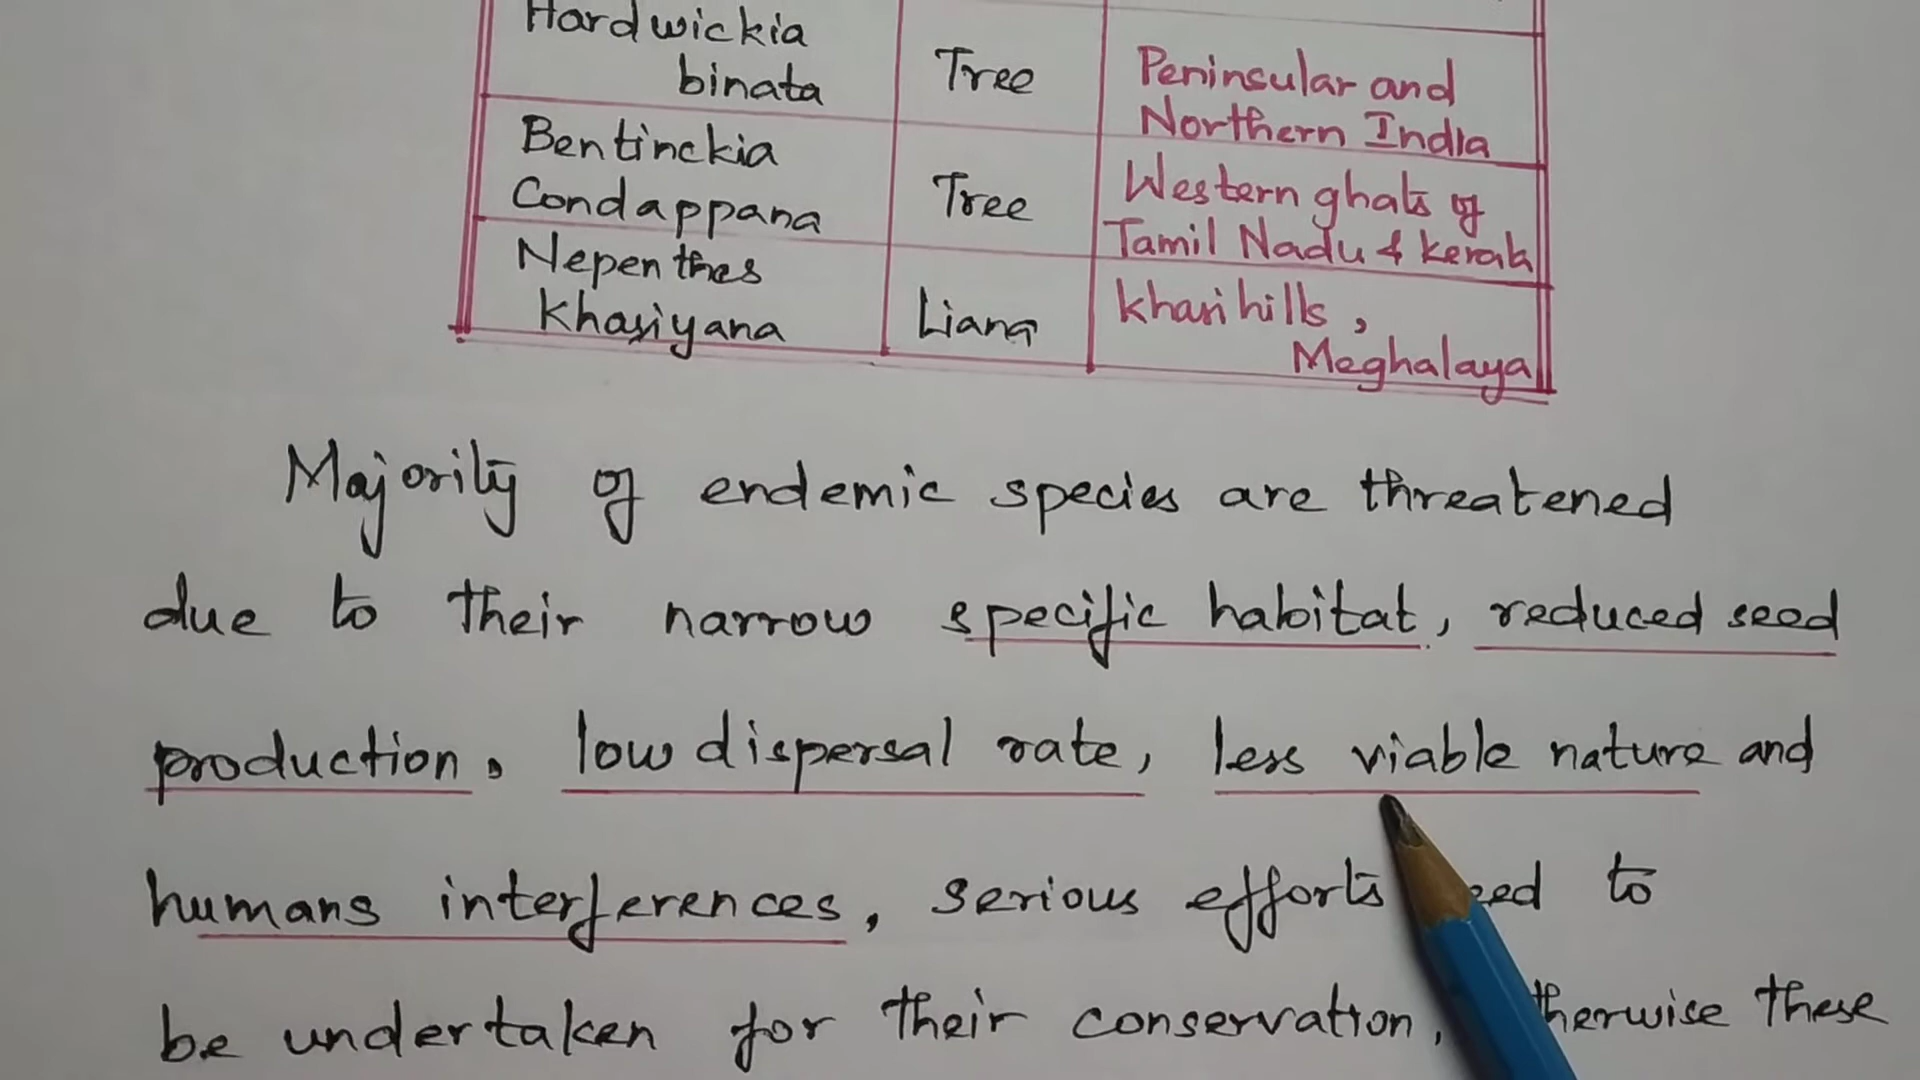 Hardwickia
binata
Tree
Peninsular and
Northern India
Bentinckia
Condappana
Tree
Western ghats of
Tamil Nadu & kerala
Nepenthes
Khasiyana
Liana
khasi hills,
Meghalaya
Majority of endemic species are threatened
due to their narrow specific habitat, reduced seed
production, low dispersal rate, less viable nature and
humans interferences, serious efforts to
be undertaken for their conservation, these